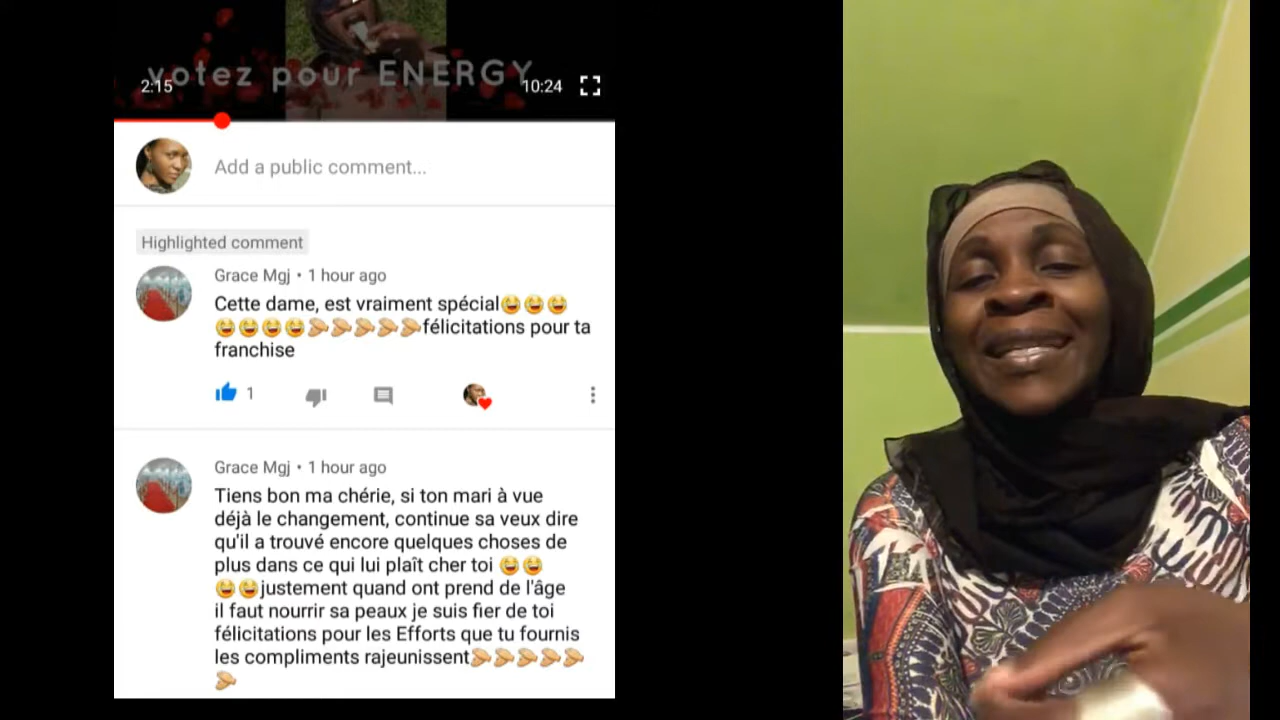 votez pour ENERGY
2:15
10:24
Add a public comment...
Highlighted comment
Grace Mgj • 1 hour ago
Cette dame, est vraiment spécial😂😂😂
😂😂😂😂👏👏👏👏👏félicitations pour ta
franchise
1
Grace Mgj • 1 hour ago
Tiens bon ma chérie, si ton mari à vue
déjà le changement, continue sa veux dire
qu'il a trouvé encore quelques choses de
plus dans ce qui lui plaît cher toi 😂😂
😂😂justement quand ont prend de l'âge
il faut nourrir sa peaux je suis fier de toi
félicitations pour les Efforts que tu fournis
les compliments rajeunissent👏👏👏👏👏
👏